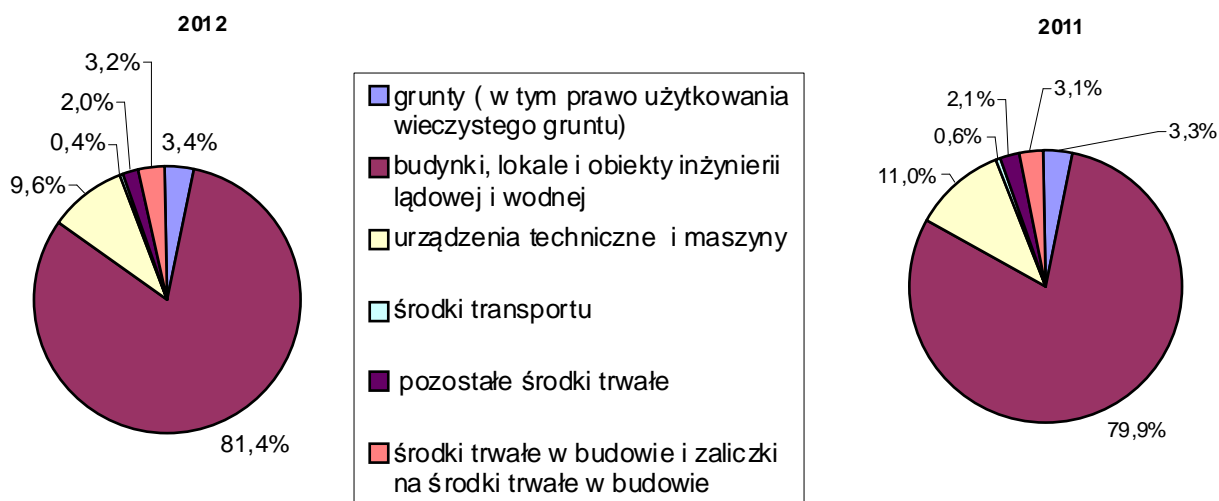 2012
3,2%
2,0%
0,4%
3,4%
9,6%
81,4%
grunty ( w tym prawo użytkowania
wieczystego gruntu)
budynki, lokale i obiekty inżynierii
lądowej i wodnej
urządzenia techniczne i maszyny
środki transportu
pozostałe środki trwałe
środki trwałe w budowie i zaliczki
na środki trwałe w budowie
2011
3,1%
2,1%
0,6%
3,3%
11,0%
79,9%